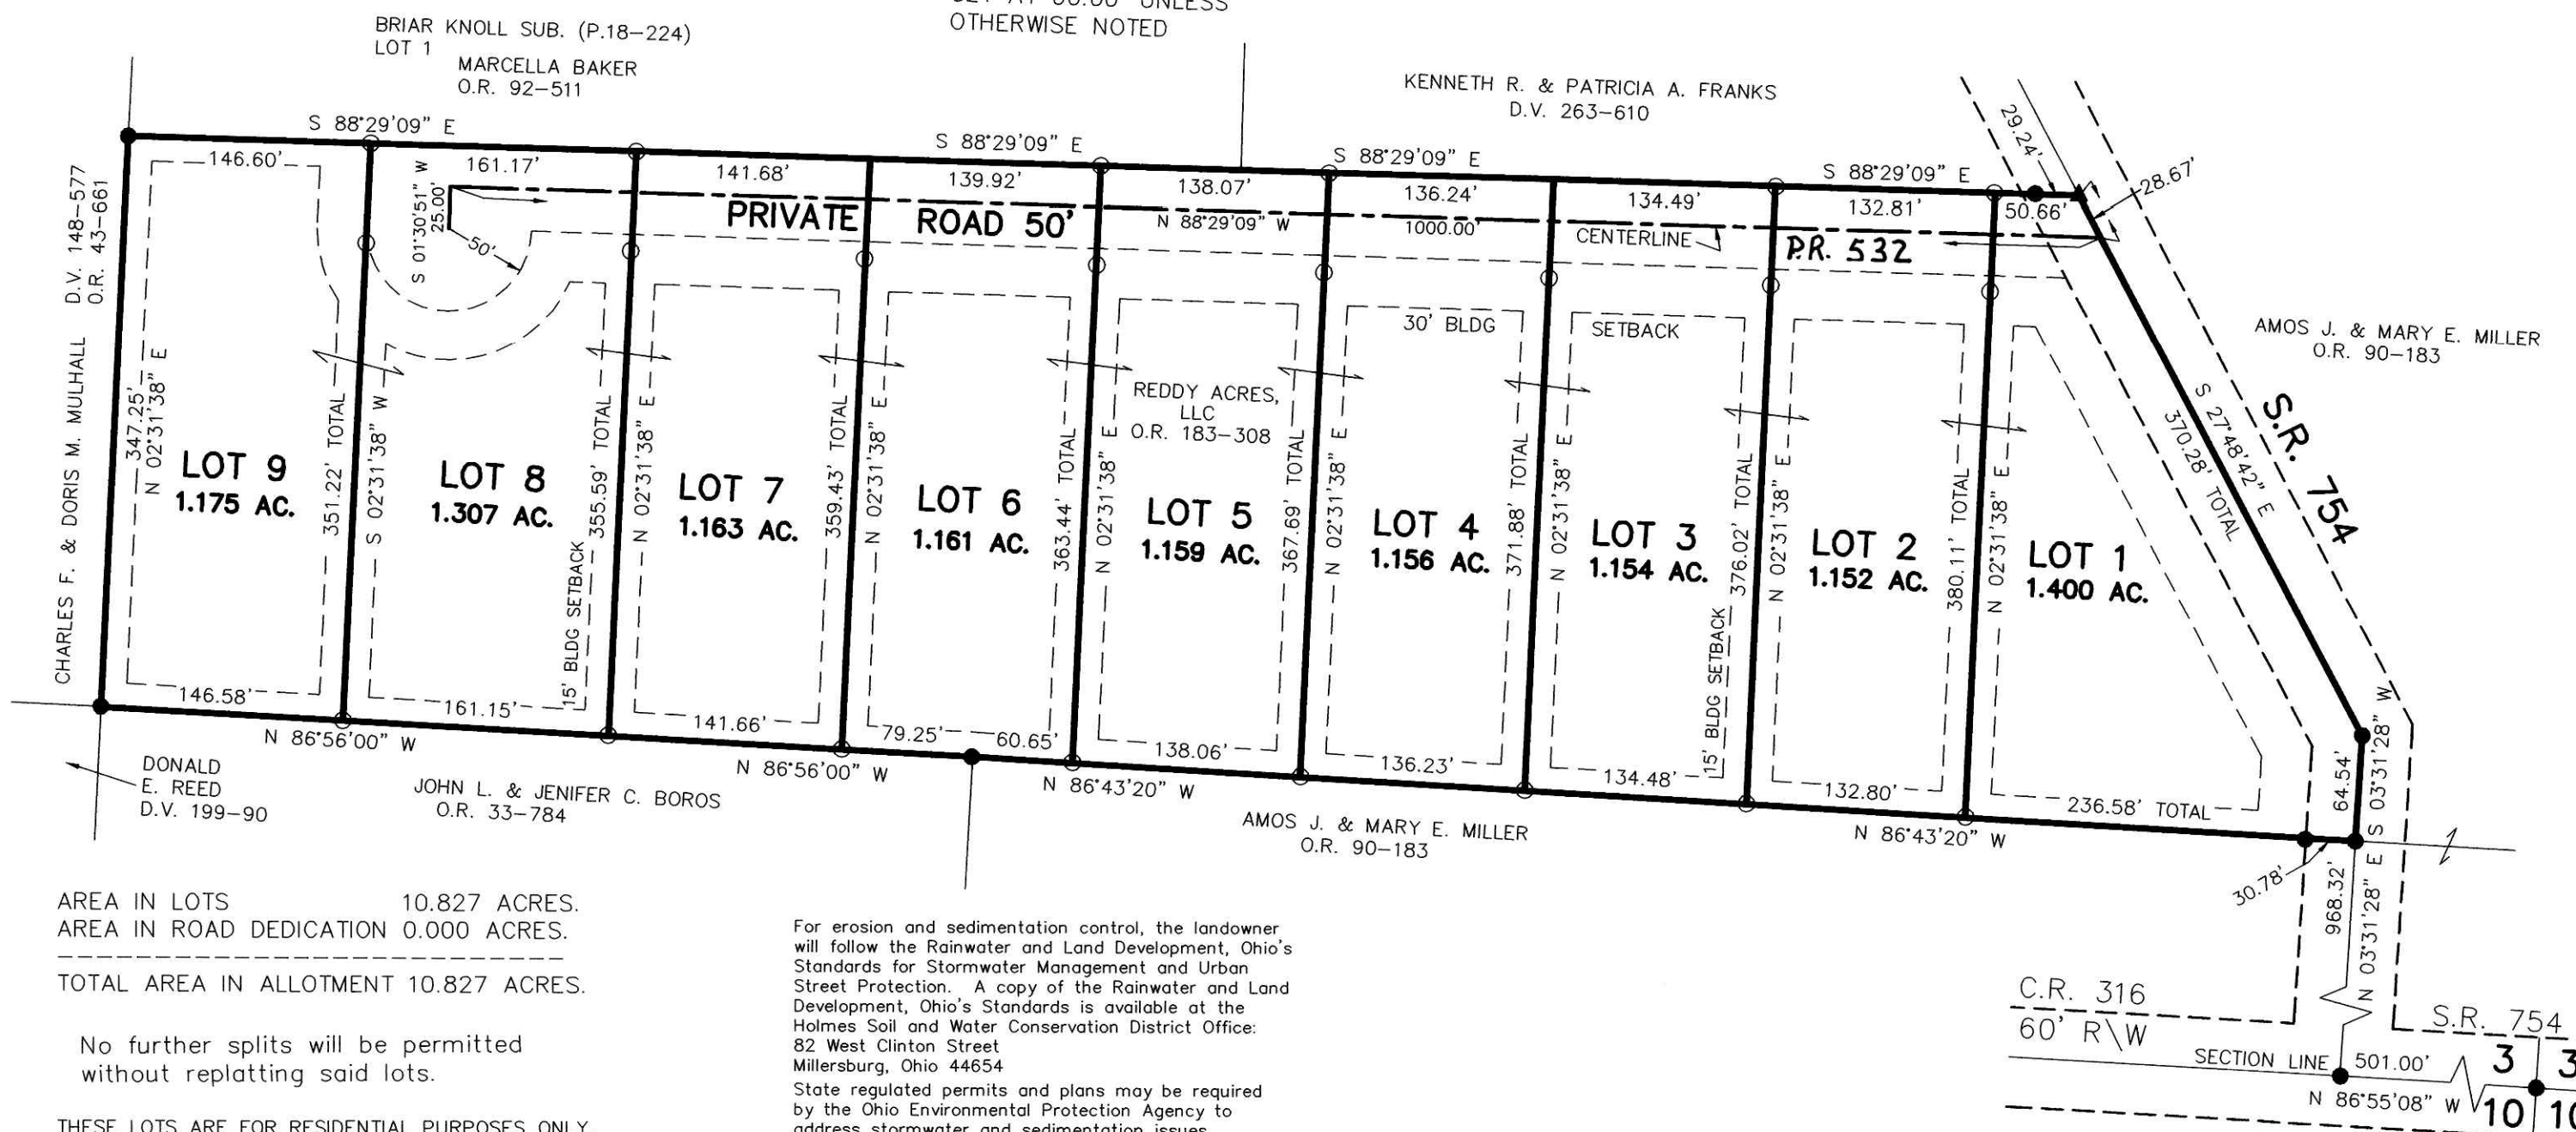 OTHERWISE NOTED
BRIAR KNOLL SUB. (P.18–224)
LOT 1
MARCELLA BAKER
O.R. 92–511
KENNETH R. & PATRICIA A. FRANKS
D.V. 263–610
S 88°29'09" E
S 88°29'09" E
S 88°29'09" E
S 88°29'09" E
29.24'
28.67'
146.60'
161.17'
141.68'
139.92'
138.07'
136.24'
134.49'
132.81'
50.66'
S 01°30'51" W
25.00'
50'
PRIVATE ROAD 50'
N 88°29'09" W
1000.00'
CENTERLINE
P.R. 532
CHARLES F. & DORIS M. MULHALL D.V. 148–577
O.R. 43–661
30' BLDG SETBACK
AMOS J. & MARY E. MILLER
O.R. 90–183
REDDY ACRES,
LLC
O.R. 183–308
S.R. 754
S 27°48'42" E
370.28' TOTAL
347.25'
N 02°31'38" E
LOT 9
1.175 AC.
351.22' TOTAL
S 02°31'38" W
LOT 8
1.307 AC.
15' BLDG SETBACK
355.59' TOTAL
N 02°31'38" E
LOT 7
1.163 AC.
359.43' TOTAL
N 02°31'38" E
LOT 6
1.161 AC.
363.44' TOTAL
N 02°31'38" E
LOT 5
1.159 AC.
367.69' TOTAL
N 02°31'38" E
LOT 4
1.156 AC.
371.88' TOTAL
N 02°31'38" E
LOT 3
1.154 AC.
15' BLDG SETBACK
376.02' TOTAL
N 02°31'38" E
LOT 2
1.152 AC.
380.11' TOTAL
N 02°31'38" E
LOT 1
1.400 AC.
64.54'
S 03°31'28" W
146.58'
161.15'
141.66'
79.25'
60.65'
138.06'
136.23'
134.48'
132.80'
236.58' TOTAL
N 86°56'00" W
N 86°56'00" W
N 86°43'20" W
N 86°43'20" W
30.78'
968.32'
N 03°31'28" E
DONALD
E. REED
D.V. 199–90
JOHN L. & JENIFER C. BOROS
O.R. 33–784
AMOS J. & MARY E. MILLER
O.R. 90–183
AREA IN LOTS 10.827 ACRES.
AREA IN ROAD DEDICATION 0.000 ACRES.
TOTAL AREA IN ALLOTMENT 10.827 ACRES.
No further splits will be permitted
without replatting said lots.
THESE LOTS ARE FOR RESIDENTIAL PURPOSES ONLY.
For erosion and sedimentation control, the landowner
will follow the Rainwater and Land Development, Ohio's
Standards for Stormwater Management and Urban
Street Protection. A copy of the Rainwater and Land
Development, Ohio's Standards is available at the
Holmes Soil and Water Conservation District Office:
82 West Clinton Street
Millersburg, Ohio 44654
State regulated permits and plans may be required
by the Ohio Environmental Protection Agency to
address stormwater and sedimentation issues
C.R. 316
60' R\W
S.R. 754
SECTION LINE
501.00'
N 86°55'08" W
3
10